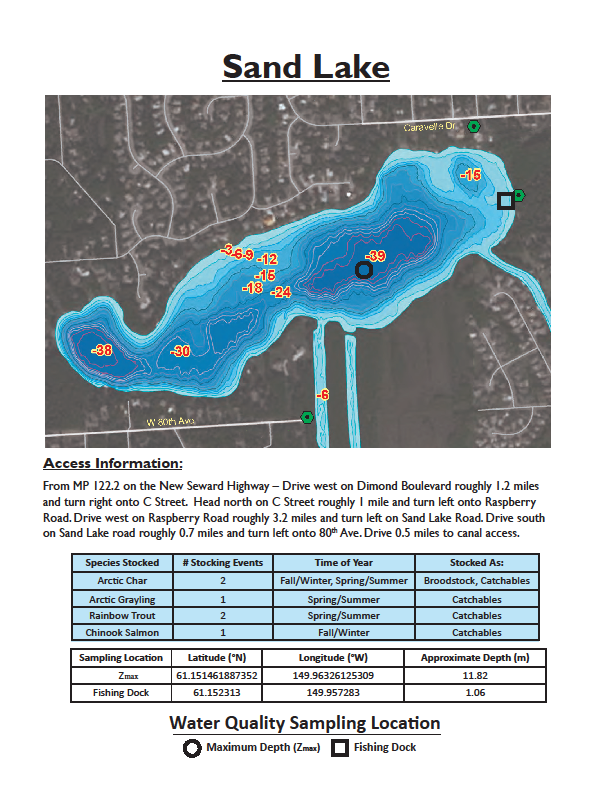 Sand Lake
Caravelle Dr
-15
-3 -6 -9 -12
-15
-18 -24
-39
-38
-30
-6
W 80th Ave
Access Information:
From MP 122.2 on the New Seward Highway – Drive west on Dimond Boulevard roughly 1.2 miles
and turn right onto C Street. Head north on C Street roughly 1 mile and turn left onto Raspberry
Road. Drive west on Raspberry Road roughly 3.2 miles and turn left on Sand Lake Road. Drive south
on Sand Lake road roughly 0.7 miles and turn left onto 80th Ave. Drive 0.5 miles to canal access.
Species Stocked # Stocking Events Time of Year Stocked As:
Arctic Char 2 Fall/Winter, Spring/Summer Broodstock, Catchables
Arctic Grayling 1 Spring/Summer Catchables
Rainbow Trout 2 Spring/Summer Catchables
Chinook Salmon 1 Fall/Winter Catchables
Sampling Location Latitude (°N) Longitude (°W) Approximate Depth (m)
Zmax 61.151461887352 149.96326125309 11.82
Fishing Dock 61.152313 149.957283 1.06
Water Quality Sampling Location
Maximum Depth (Zmax) Fishing Dock